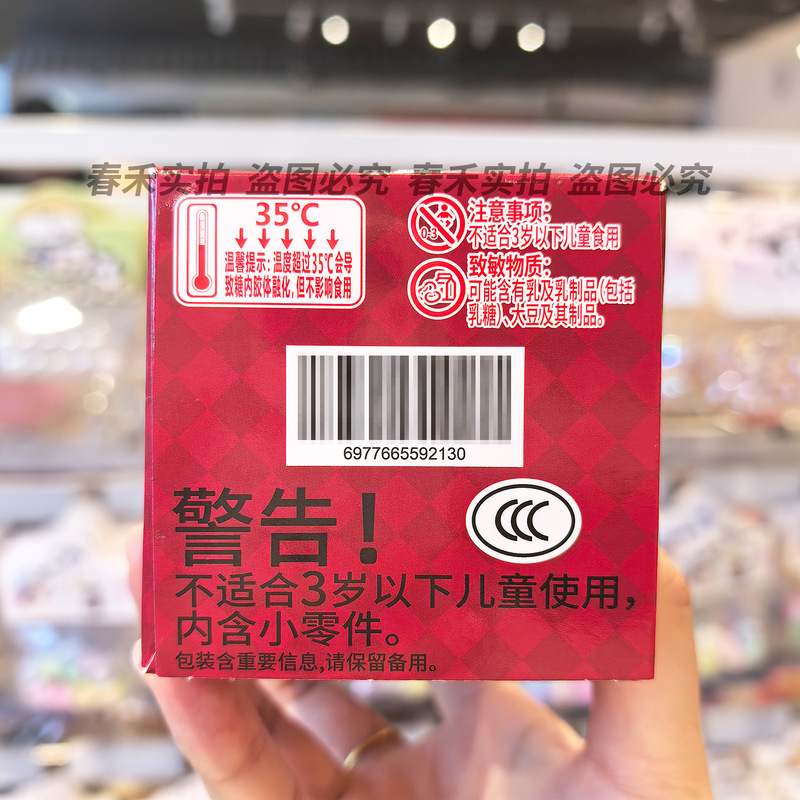 春禾实拍 盗图必究 春禾实拍 盗图必究
35℃
温馨提示：温度超过35℃会导
致糖内胶体融化，但不影响食用
0-3
注意事项：
不适合3岁以下儿童食用
致敏物质：
可能含有乳及乳制品（包括
乳糖）、大豆及其制品。
6977665592130
CCC
警告！
不适合3岁以下儿童使用，
内含小零件。
包装含重要信息,请保留备用。